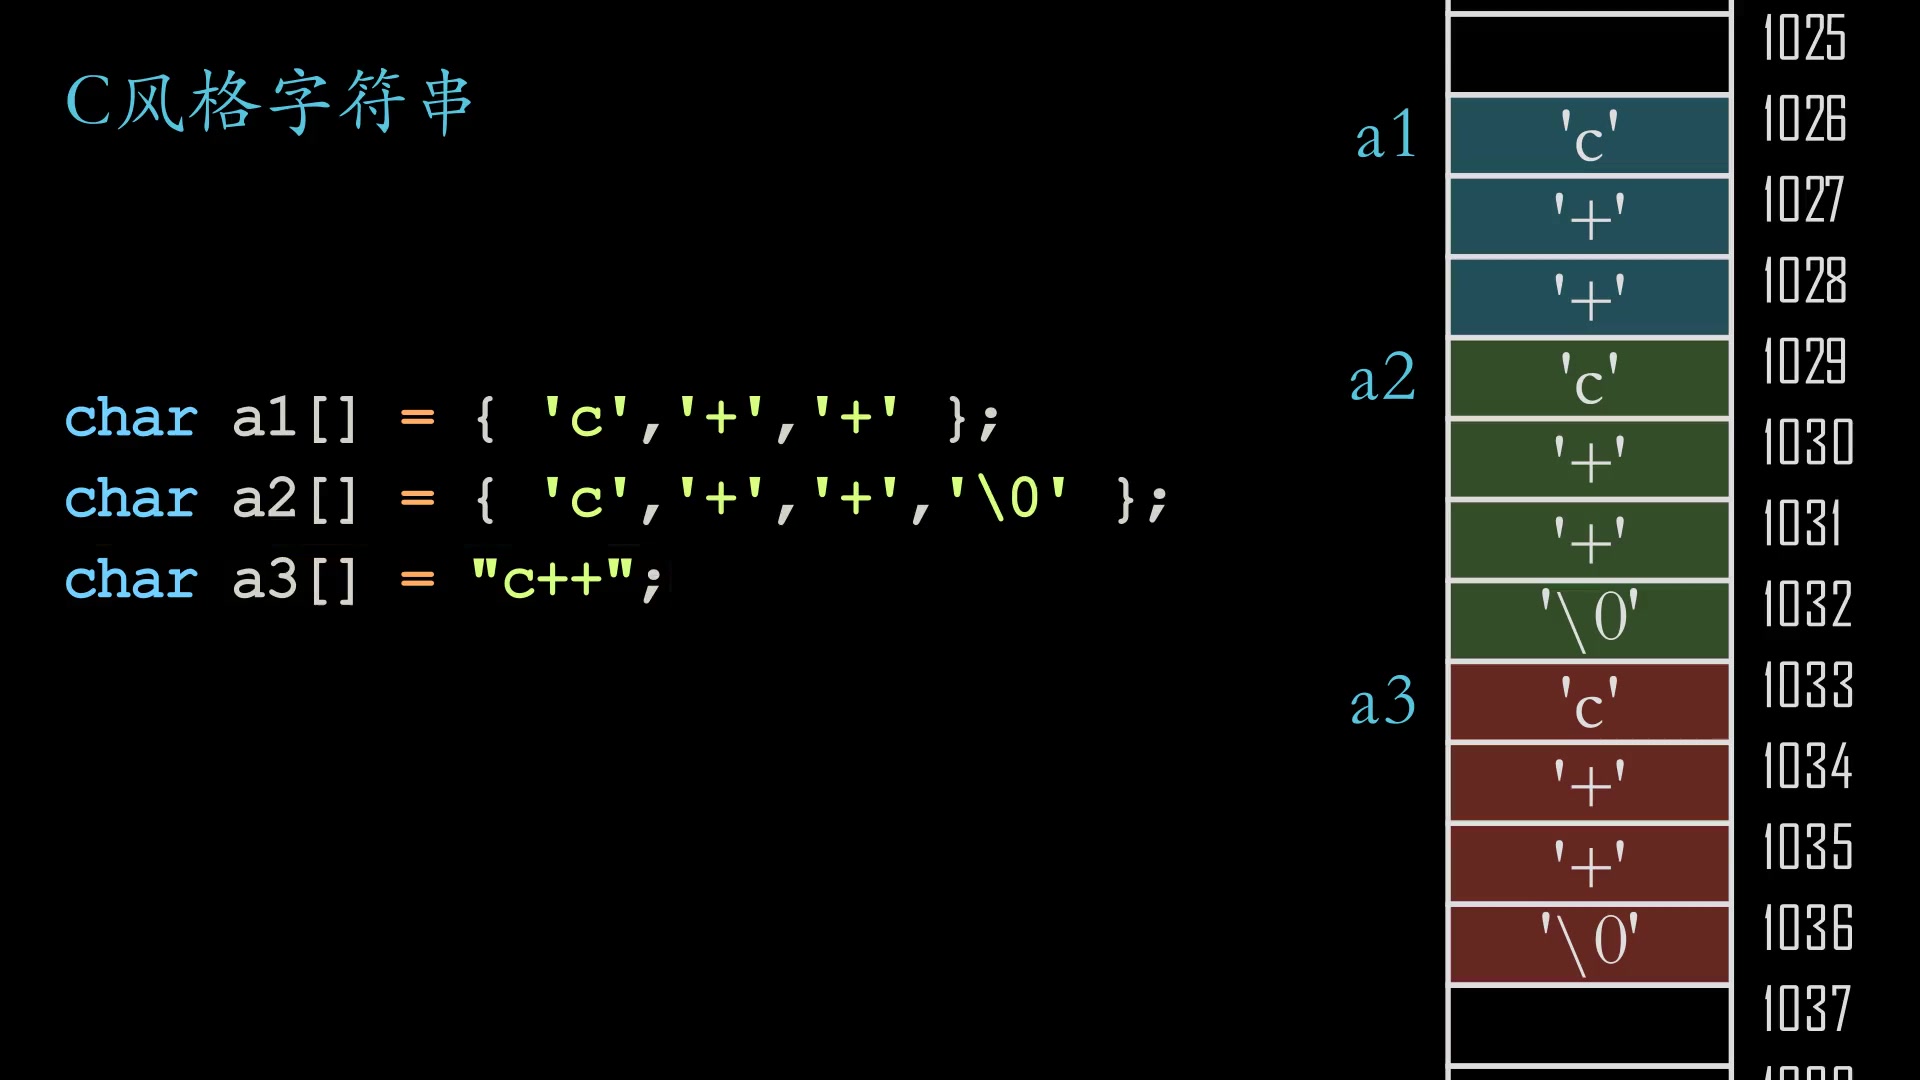 C风格字符串
char a1[] = { 'c','+','+' };
char a2[] = { 'c','+','+','\0' };
char a3[] = "c++";
1025
a1 'c' 1026
'+' 1027
'+' 1028
a2 'c' 1029
'+' 1030
'+' 1031
'\0' 1032
a3 'c' 1033
'+' 1034
'+' 1035
'\0' 1036
1037